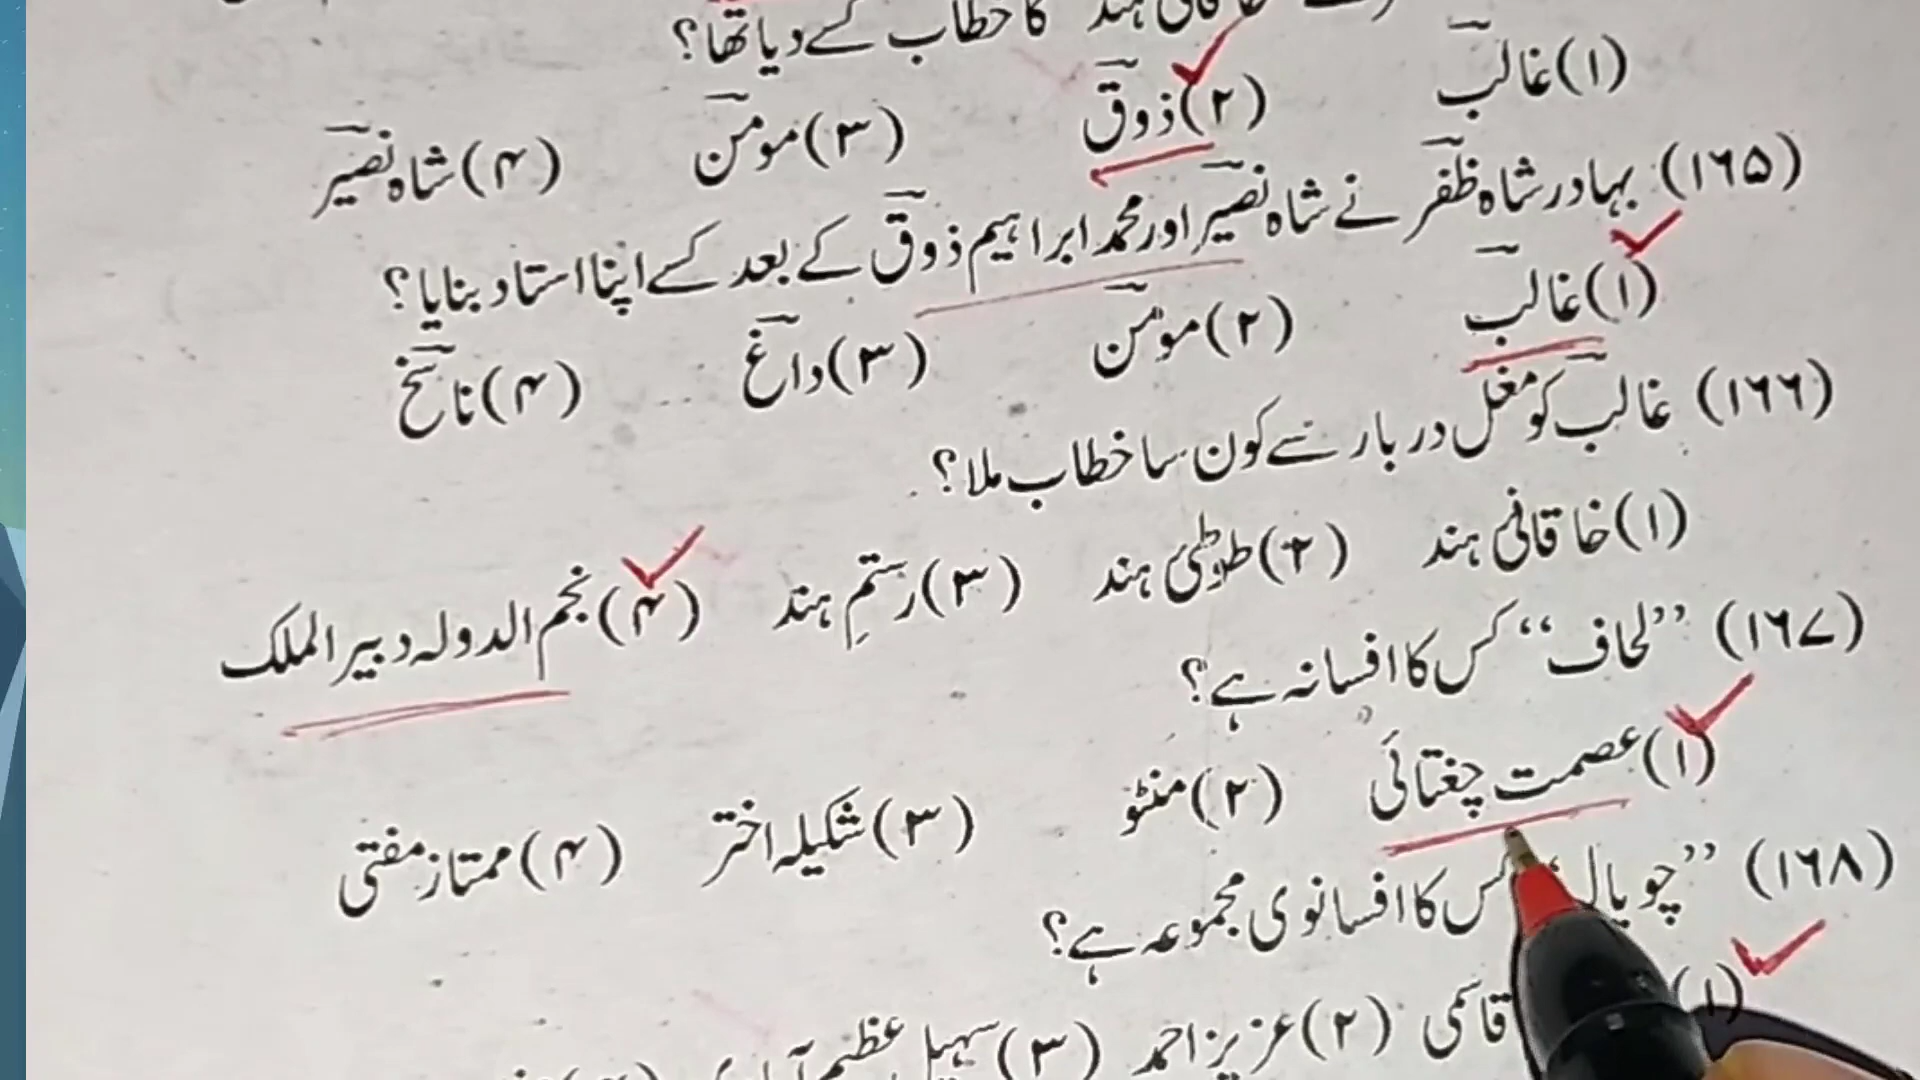 ہند کا خطاب کسے دیا تھا؟
(۱) غالب (۲) ذوق (۳) مومن (۴) شاہ نصیر
(۱۶۵) بہادر شاہ ظفر نے شاہ نصیر اور محمد ابراہیم ذوق کے بعد کسے اپنا استاد بنایا؟
(۱) غالب (۲) مومن (۳) داغ (۴) ناسخ
(۱۶۶) غالب کو مغل دربار سے کون سا خطاب ملا؟
(۱) خاقانی ہند (۲) طوطئ ہند (۳) رستمِ ہند (۴) نجم الدولہ دبیر الملک
(۱۶۷) ”لحاف“ کس کا افسانہ ہے؟
(۱) عصمت چغتائی (۲) منٹو (۳) شکیلہ اختر (۴) ممتاز مفتی
(۱۶۸) ”چوپال“ کس کا افسانوی مجموعہ ہے؟
(۱) قاسمی (۲) عزیز احمد (۳) سہیل عظیم آبادی